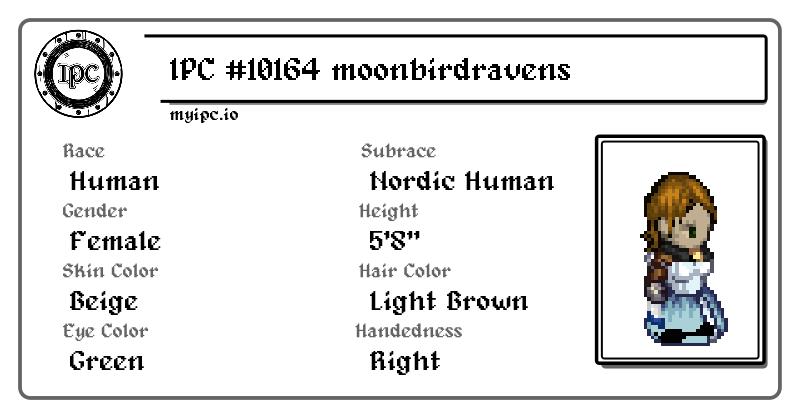 IPC
IPC #10164 moonbirdravens
myipc.io
Race
Human
Subrace
Nordic Human
Gender
Female
Height
5'8"
Skin Color
Beige
Hair Color
Light Brown
Eye Color
Green
Handedness
Right